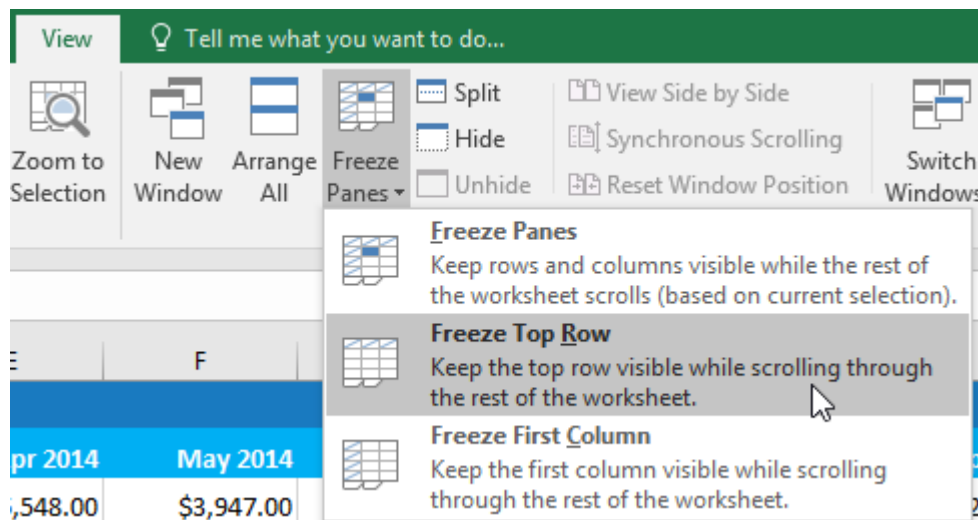 View
Tell me what you want to do...
Zoom to
Selection
New
Window
Arrange
All
Freeze
Panes
Split
Hide
Unhide
View Side by Side
Synchronous Scrolling
Reset Window Position
Switch
Windows
Freeze Panes
Keep rows and columns visible while the rest of
the worksheet scrolls (based on current selection).
Freeze Top Row
Keep the top row visible while scrolling through
the rest of the worksheet.
Freeze First Column
Keep the first column visible while scrolling
through the rest of the worksheet.
E
F
pr 2014
May 2014
,548.00
$3,947.00